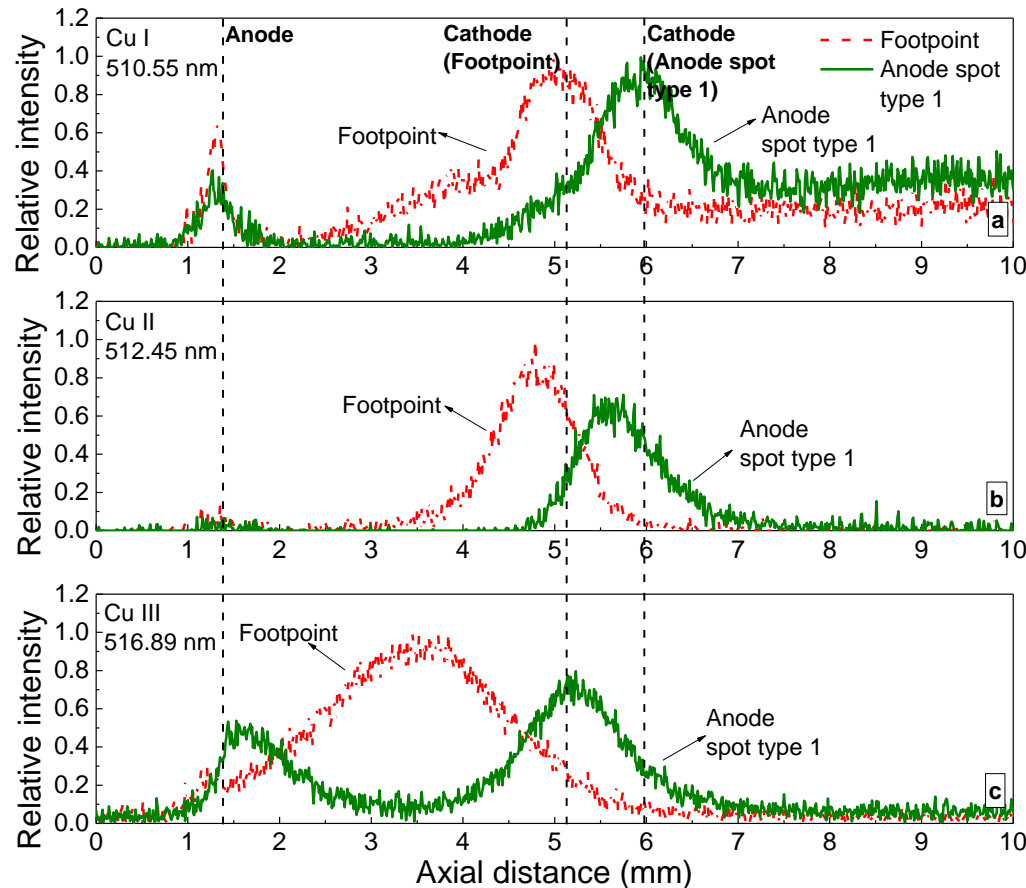 Relative intensity
1.2
1.0
0.8
0.6
0.4
0.2
0.0
Cu I
510.55 nm
Anode
Cathode
(Footpoint)
Cathode
(Anode spot
type 1)
Footpoint
Anode spot
type 1
Footpoint
Anode
spot type 1
a
0 1 2 3 4 5 6 7 8 9 10
Relative intensity
1.2
1.0
0.8
0.6
0.4
0.2
0.0
Cu II
512.45 nm
Footpoint
Anode
spot type 1
b
0 1 2 3 4 5 6 7 8 9 10
Relative intensity
1.2
1.0
0.8
0.6
0.4
0.2
0.0
Cu III
516.89 nm
Footpoint
Anode
spot type 1
c
0 1 2 3 4 5 6 7 8 9 10
Axial distance (mm)